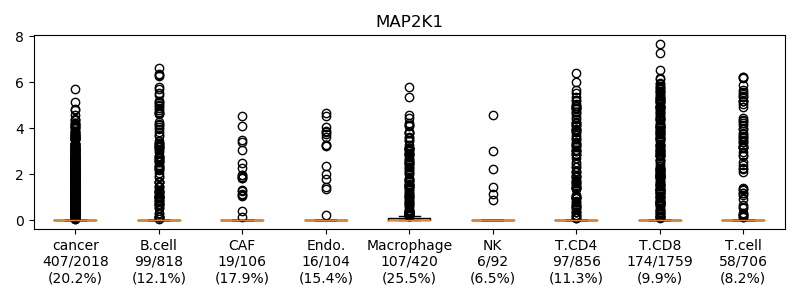 MAP2K1
8
6
4
2
0
cancer B.cell CAF Endo. Macrophage NK T.CD4 T.CD8 T.cell
407/2018 99/818 19/106 16/104 107/420 6/92 97/856 174/1759 58/706
(20.2%) (12.1%) (17.9%) (15.4%) (25.5%) (6.5%) (11.3%) (9.9%) (8.2%)